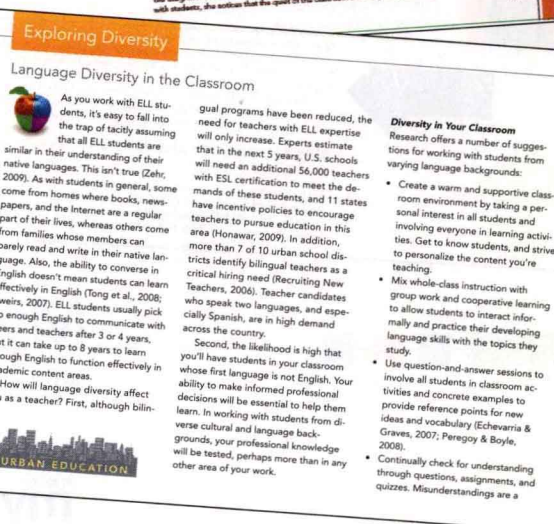 with students, she notices that the quiet of the
Exploring Diversity
Language Diversity in the Classroom
As you work with ELL stu-
dents, it's easy to fall into
the trap of tacitly assuming
that all ELL students are
similar in their understanding of their
native languages. This isn't true (Zehr,
2009). As with students in general, some
come from homes where books, news-
papers, and the Internet are a regular
part of their lives, whereas others come
from families whose members can
barely read and write in their native lan-
guage. Also, the ability to converse in
English doesn't mean students can learn
effectively in English (Tong et al., 2008;
weirs, 2007). ELL students usually pick
enough English to communicate with
eers and teachers after 3 or 4 years,
t it can take up to 8 years to learn
ough English to function effectively in
ademic content areas.
How will language diversity affect
as a teacher? First, although bilin-
URBAN EDUCATION
gual programs have been reduced, the
need for teachers with ELL expertise
will only increase. Experts estimate
that in the next 5 years, U.S. schools
will need an additional 56,000 teachers
with ESL certification to meet the de-
mands of these students, and 11 states
have incentive policies to encourage
teachers to pursue education in this
area (Honawar, 2009). In addition,
more than 7 of 10 urban school dis-
tricts identify bilingual teachers as a
critical hiring need (Recruiting New
Teachers, 2006). Teacher candidates
who speak two languages, and espe-
cially Spanish, are in high demand
across the country.
Second, the likelihood is high that
you'll have students in your classroom
whose first language is not English. Your
ability to make informed professional
decisions will be essential to help them
learn. In working with students from di-
verse cultural and language back-
grounds, your professional knowledge
will be tested, perhaps more than in any
other area of your work.
Diversity in Your Classroom
Research offers a number of sugges-
tions for working with students from
varying language backgrounds:
• Create a warm and supportive class-
room environment by taking a per-
sonal interest in all students and
involving everyone in learning activi-
ties. Get to know students, and strive
to personalize the content you're
teaching.
• Mix whole-class instruction with
group work and cooperative learning
to allow students to interact infor-
mally and practice their developing
language skills with the topics they
study.
• Use question-and-answer sessions to
involve all students in classroom ac-
tivities and concrete examples to
provide reference points for new
ideas and vocabulary (Echevarria &
Graves, 2007; Peregoy & Boyle,
2008).
• Continually check for understanding
through questions, assignments, and
quizzes. Misunderstandings are a